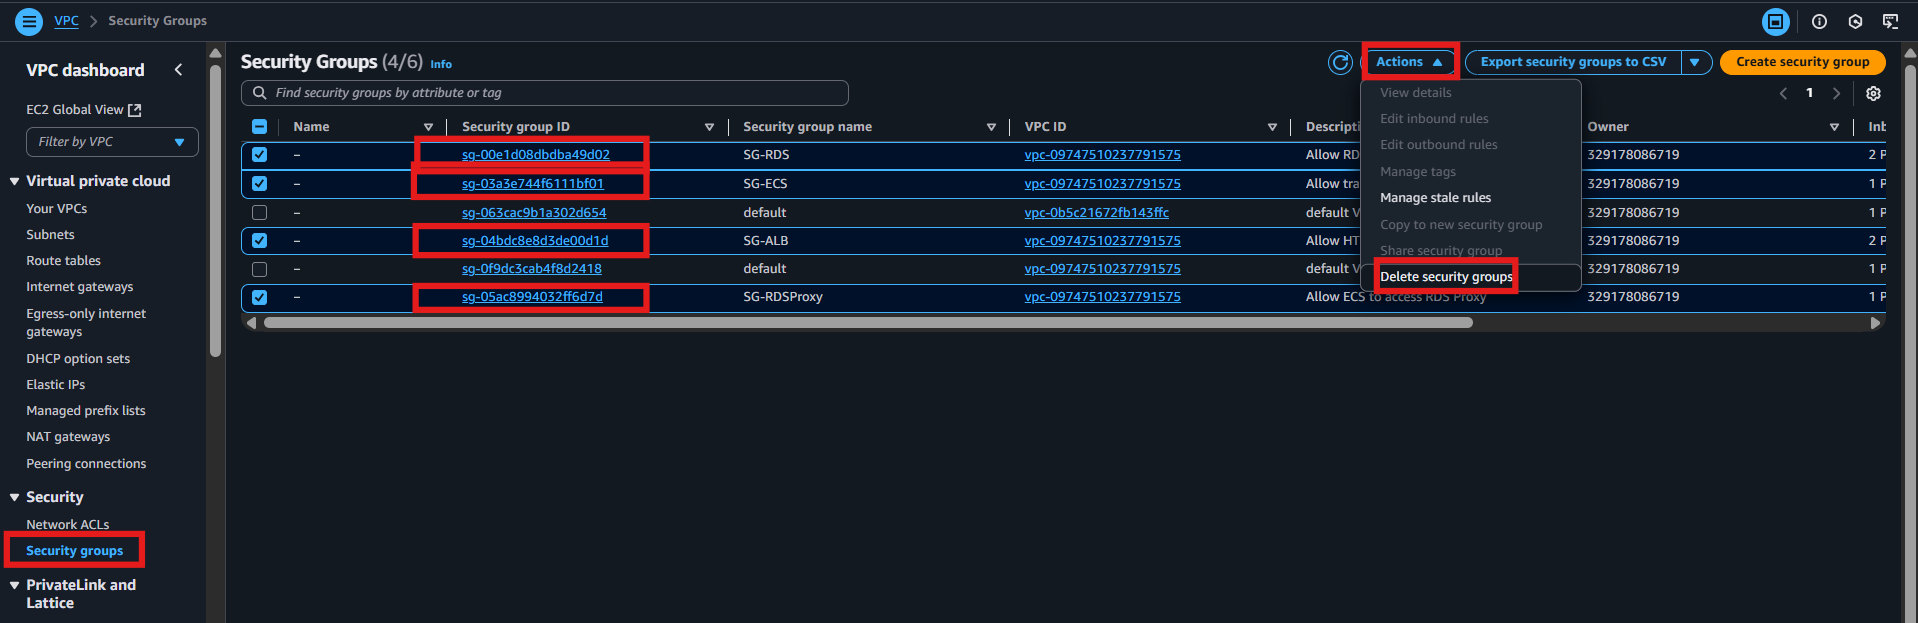 VPC > Security Groups
VPC dashboard
EC2 Global View
Filter by VPC
Virtual private cloud
Your VPCs
Subnets
Route tables
Internet gateways
Egress-only internet
gateways
DHCP option sets
Elastic IPs
Managed prefix lists
NAT gateways
Peering connections
Security
Network ACLs
Security groups
PrivateLink and
Lattice
Security Groups (4/6) Info
Actions
Export security groups to CSV
Create security group
Find security groups by attribute or tag
1
Name Security group ID Security group name VPC ID Descripti Owner Int
– sg-00e1d08dbdba49d02 SG-RDS vpc-09747510237791575 Allow RD 329178086719 2 P
– sg-03a3e744f6111bf01 SG-ECS vpc-09747510237791575 Allow tra 329178086719 1 P
– sg-063cac9b1a302d654 default vpc-0b5c21672fb143ffc default V 329178086719 1 P
– sg-04bdc8e8d3de00d1d SG-ALB vpc-09747510237791575 Allow HT 329178086719 2 P
– sg-0f9dc3cab4f8d2418 default vpc-09747510237791575 default V 329178086719 1 P
– sg-05ac8994032ff6d7d SG-RDSProxy vpc-09747510237791575 Allow ECS to access RDS Proxy 329178086719 1 P
View details
Edit inbound rules
Edit outbound rules
Manage tags
Manage stale rules
Copy to new security group
Share security group
Delete security groups